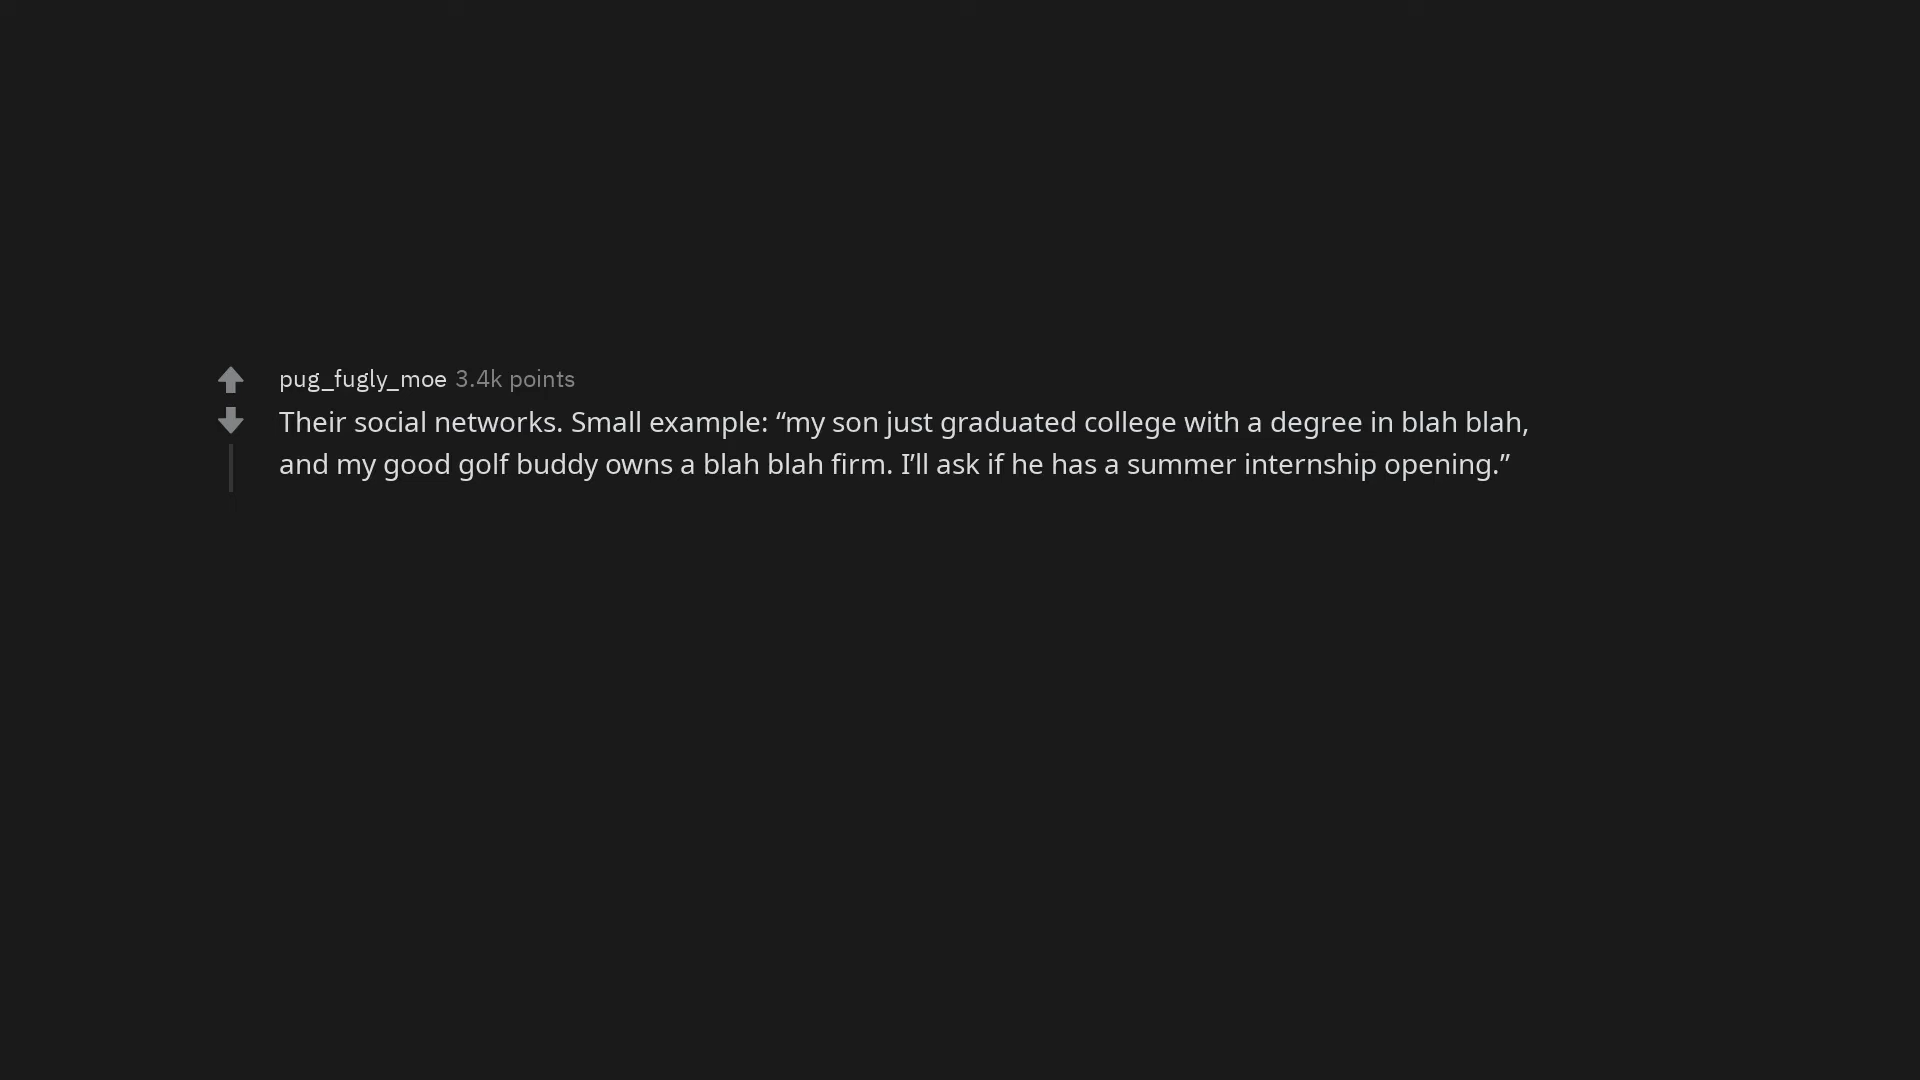 pug_fugly_moe 3.4k points
Their social networks. Small example: “my son just graduated college with a degree in blah blah,
and my good golf buddy owns a blah blah firm. I’ll ask if he has a summer internship opening.”